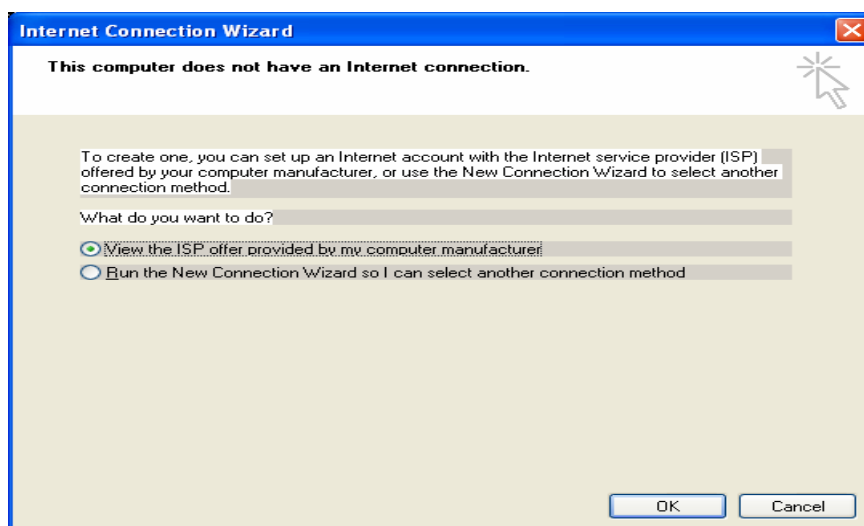 Internet Connection Wizard
This computer does not have an Internet connection.
To create one, you can set up an Internet account with the Internet service provider (ISP)
offered by your computer manufacturer, or use the New Connection Wizard to select another
connection method.
What do you want to do?
View the ISP offer provided by my computer manufacturer
Run the New Connection Wizard so I can select another connection method
OK Cancel